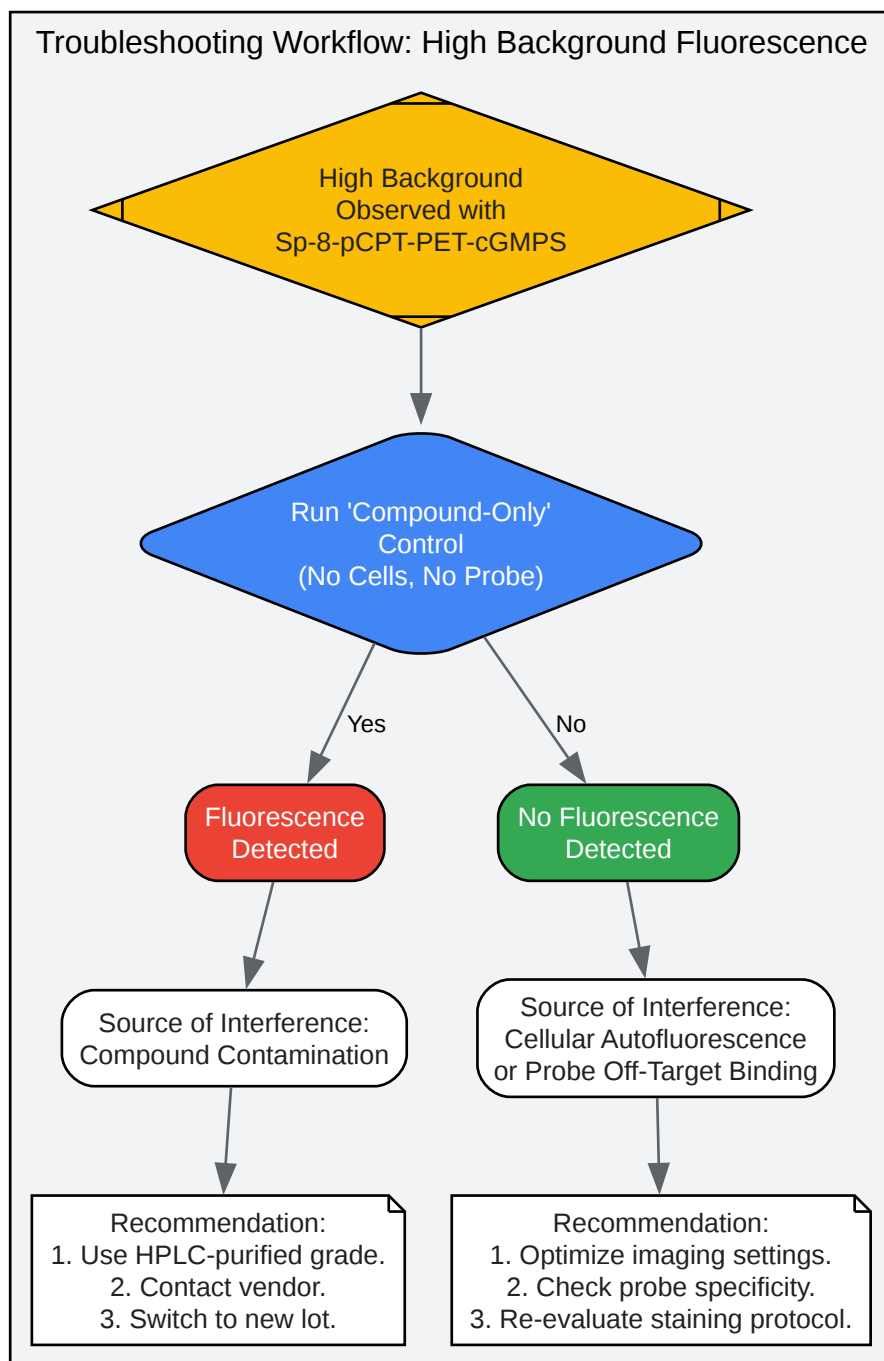 Troubleshooting Workflow: High Background Fluorescence
High Background
Observed with
Sp-8-pCPT-PET-cGMPS
Run 'Compound-Only'
Control
(No Cells, No Probe)
Yes
No
Fluorescence
Detected
No Fluorescence
Detected
Source of Interference:
Compound Contamination
Source of Interference:
Cellular Autofluorescence
or Probe Off-Target Binding
Recommendation:
1. Use HPLC-purified grade.
2. Contact vendor.
3. Switch to new lot.
Recommendation:
1. Optimize imaging settings.
2. Check probe specificity.
3. Re-evaluate staining protocol.